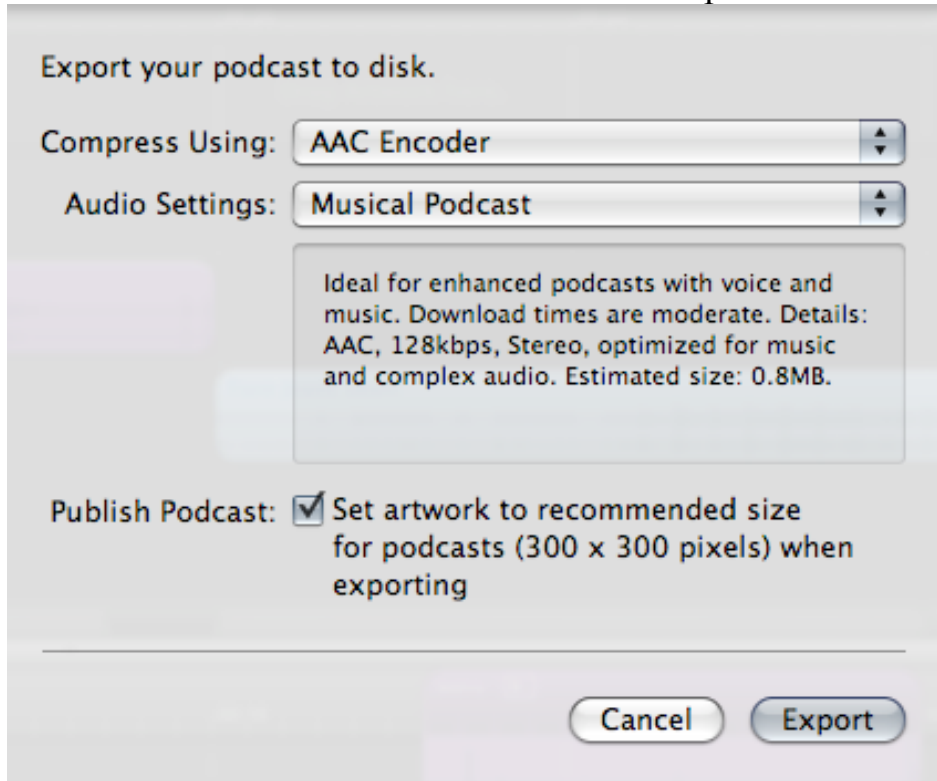 Export your podcast to disk.
Compress Using: AAC Encoder
Audio Settings: Musical Podcast
Ideal for enhanced podcasts with voice and
music. Download times are moderate. Details:
AAC, 128kbps, Stereo, optimized for music
and complex audio. Estimated size: 0.8MB.
Publish Podcast: Set artwork to recommended size
for podcasts (300 x 300 pixels) when
exporting
Cancel Export